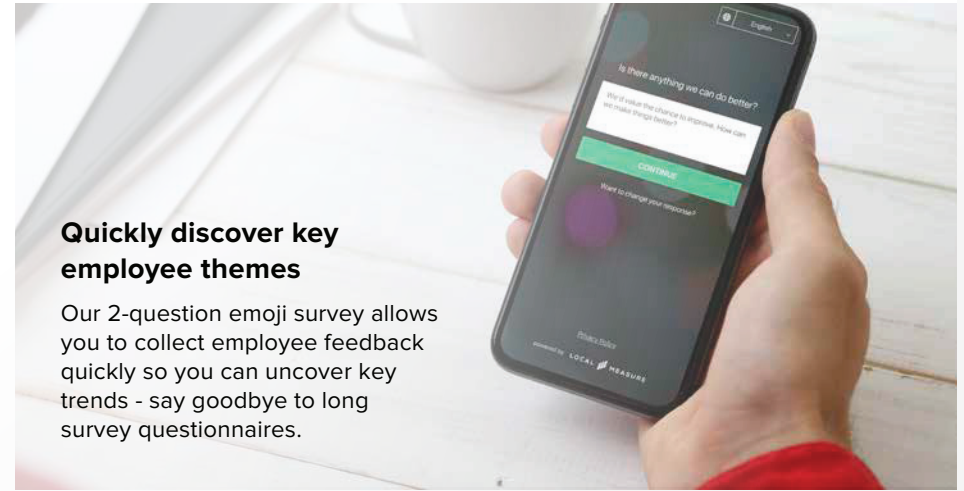 English
Is there anything we can do better?
We'd value the chance to improve. How can
we make things better?
CONTINUE
Want to change your response?
Privacy Policy
powered by LOCAL MEASURE
Quickly discover key
employee themes
Our 2-question emoji survey allows
you to collect employee feedback
quickly so you can uncover key
trends - say goodbye to long
survey questionnaires.